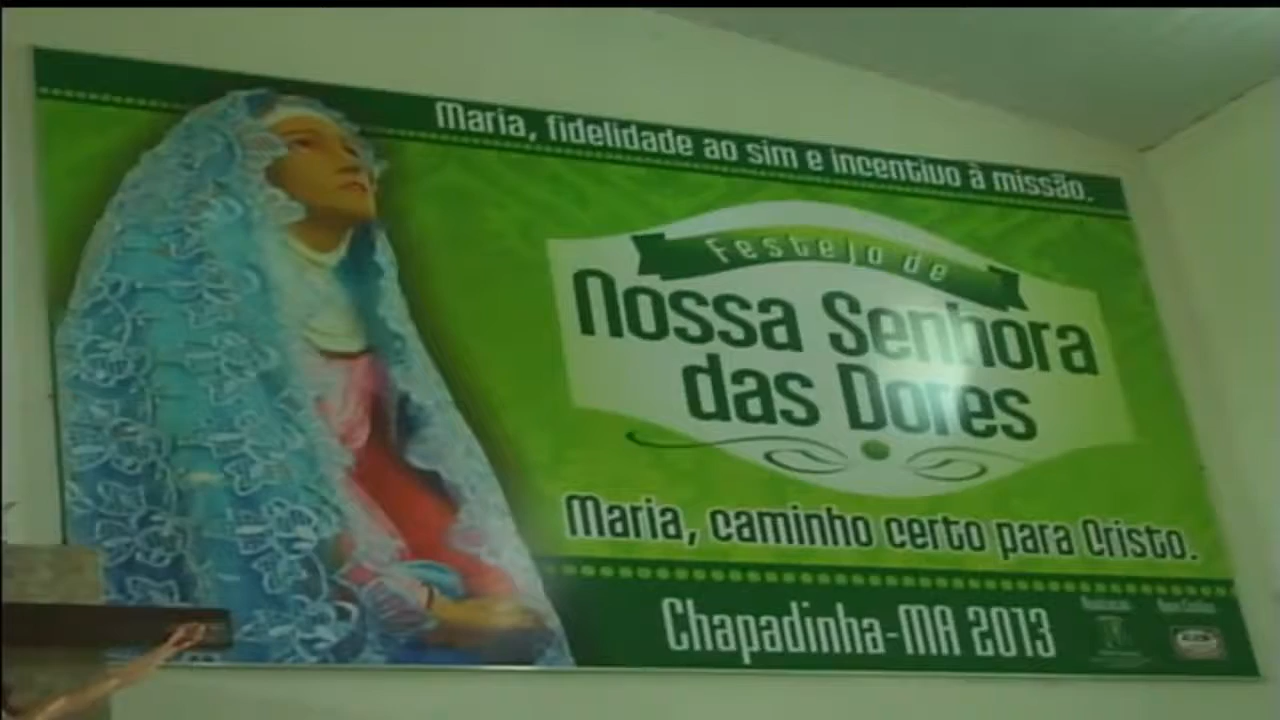 Maria, fidelidade ao sim e incentivo à missão.
Festejo de
Nossa Senhora
das Dores
Maria, caminho certo para Cristo.
Chapadinha-MA 2013